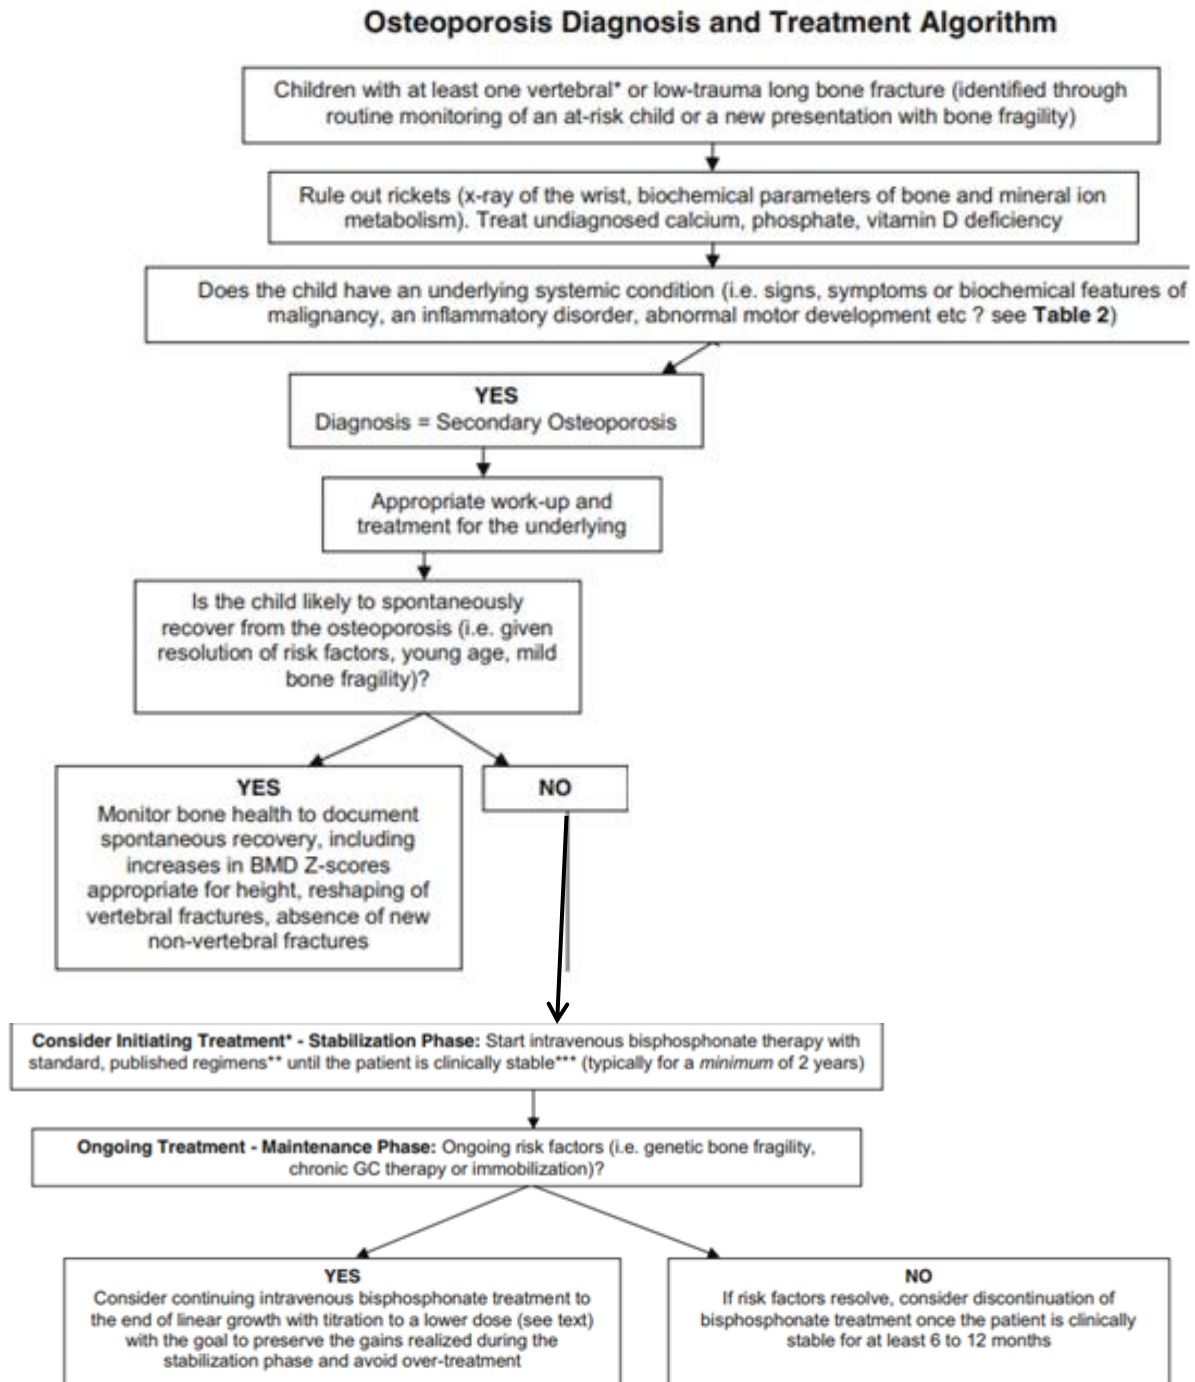 Osteoporosis Diagnosis and Treatment Algorithm
Children with at least one vertebral* or low-trauma long bone fracture (identified through
routine monitoring of an at-risk child or a new presentation with bone fragility)
Rule out rickets (x-ray of the wrist, biochemical parameters of bone and mineral ion
metabolism). Treat undiagnosed calcium, phosphate, vitamin D deficiency
Does the child have an underlying systemic condition (i.e. signs, symptoms or biochemical features of
malignancy, an inflammatory disorder, abnormal motor development etc ? see Table 2)
YES
Diagnosis = Secondary Osteoporosis
Appropriate work-up and
treatment for the underlying
Is the child likely to spontaneously
recover from the osteoporosis (i.e. given
resolution of risk factors, young age, mild
bone fragility)?
YES
Monitor bone health to document
spontaneous recovery, including
increases in BMD Z-scores
appropriate for height, reshaping of
vertebral fractures, absence of new
non-vertebral fractures
NO
Consider Initiating Treatment* - Stabilization Phase: Start intravenous bisphosphonate therapy with
standard, published regimens** until the patient is clinically stable*** (typically for a minimum of 2 years)
Ongoing Treatment - Maintenance Phase: Ongoing risk factors (i.e. genetic bone fragility,
chronic GC therapy or immobilization)?
YES
Consider continuing intravenous bisphosphonate treatment to
the end of linear growth with titration to a lower dose (see text)
with the goal to preserve the gains realized during the
stabilization phase and avoid over-treatment
NO
If risk factors resolve, consider discontinuation of
bisphosphonate treatment once the patient is clinically
stable for at least 6 to 12 months